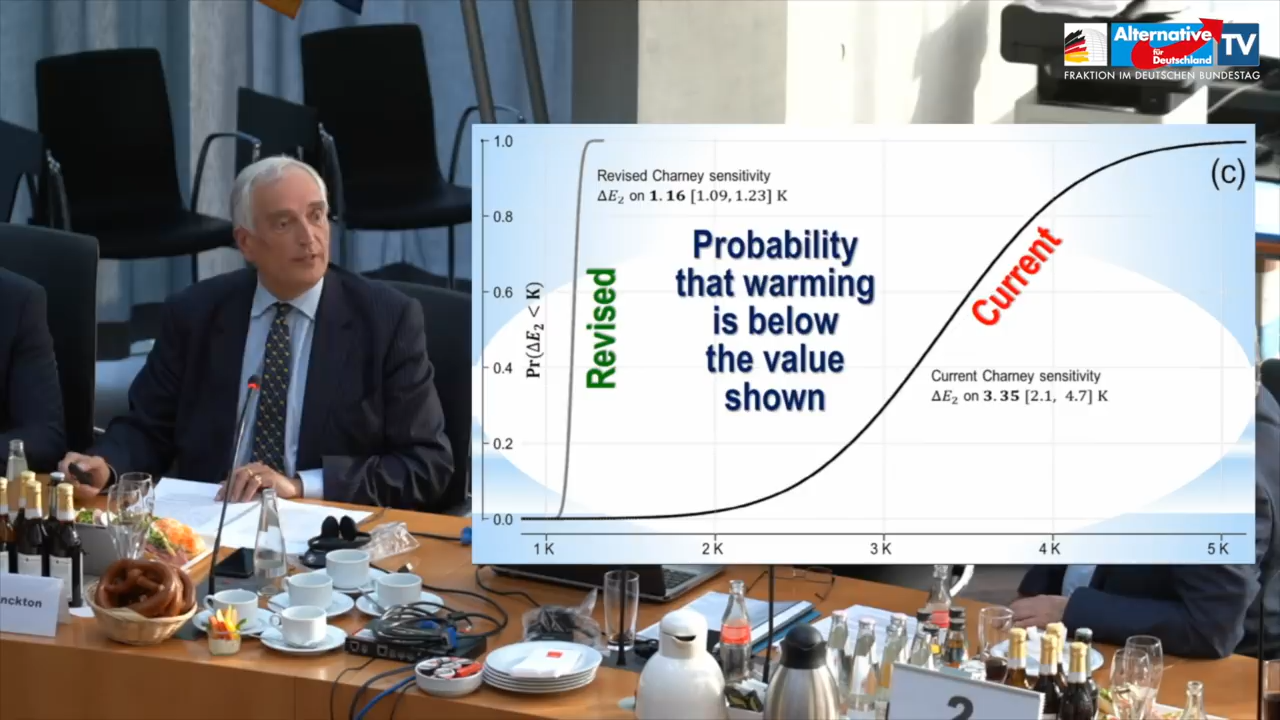 Alternative
für
Deutschland
TV
FRAKTION IM DEUTSCHEN BUNDESTAG
1.0
0.8
0.6
0.4
0.2
0.0
Pr(ΔE₂ < K)
(c)
Revised Charney sensitivity
ΔE₂ on 1.16 [1.09, 1.23] K
Revised
Probability
that warming
is below
the value
shown
Current
Current Charney sensitivity
ΔE₂ on 3.35 [2.1, 4.7] K
1 K
2 K
3 K
4 K
5 K
nckton
2